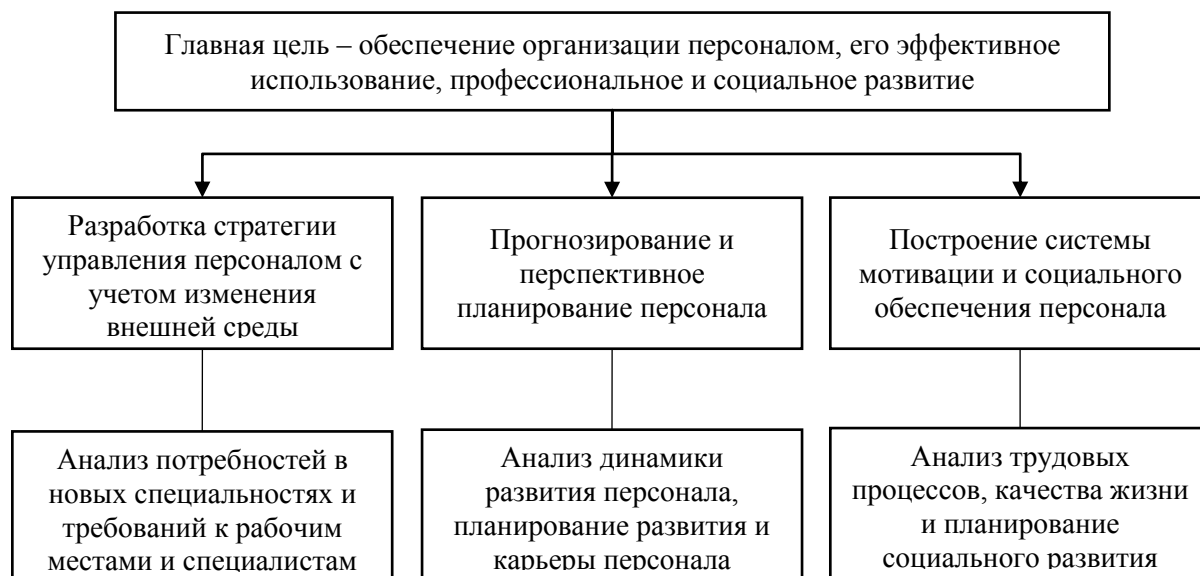 Главная цель – обеспечение организации персоналом, его эффективное
использование, профессиональное и социальное развитие
Разработка стратегии
управления персоналом с
учетом изменения
внешней среды
Прогнозирование и
перспективное
планирование персонала
Построение системы
мотивации и социального
обеспечения персонала
Анализ потребностей в
новых специальностях и
требований к рабочим
местами и специалистам
Анализ динамики
развития персонала,
планирование развития и
карьеры персонала
Анализ трудовых
процессов, качества жизни
и планирование
социального развития